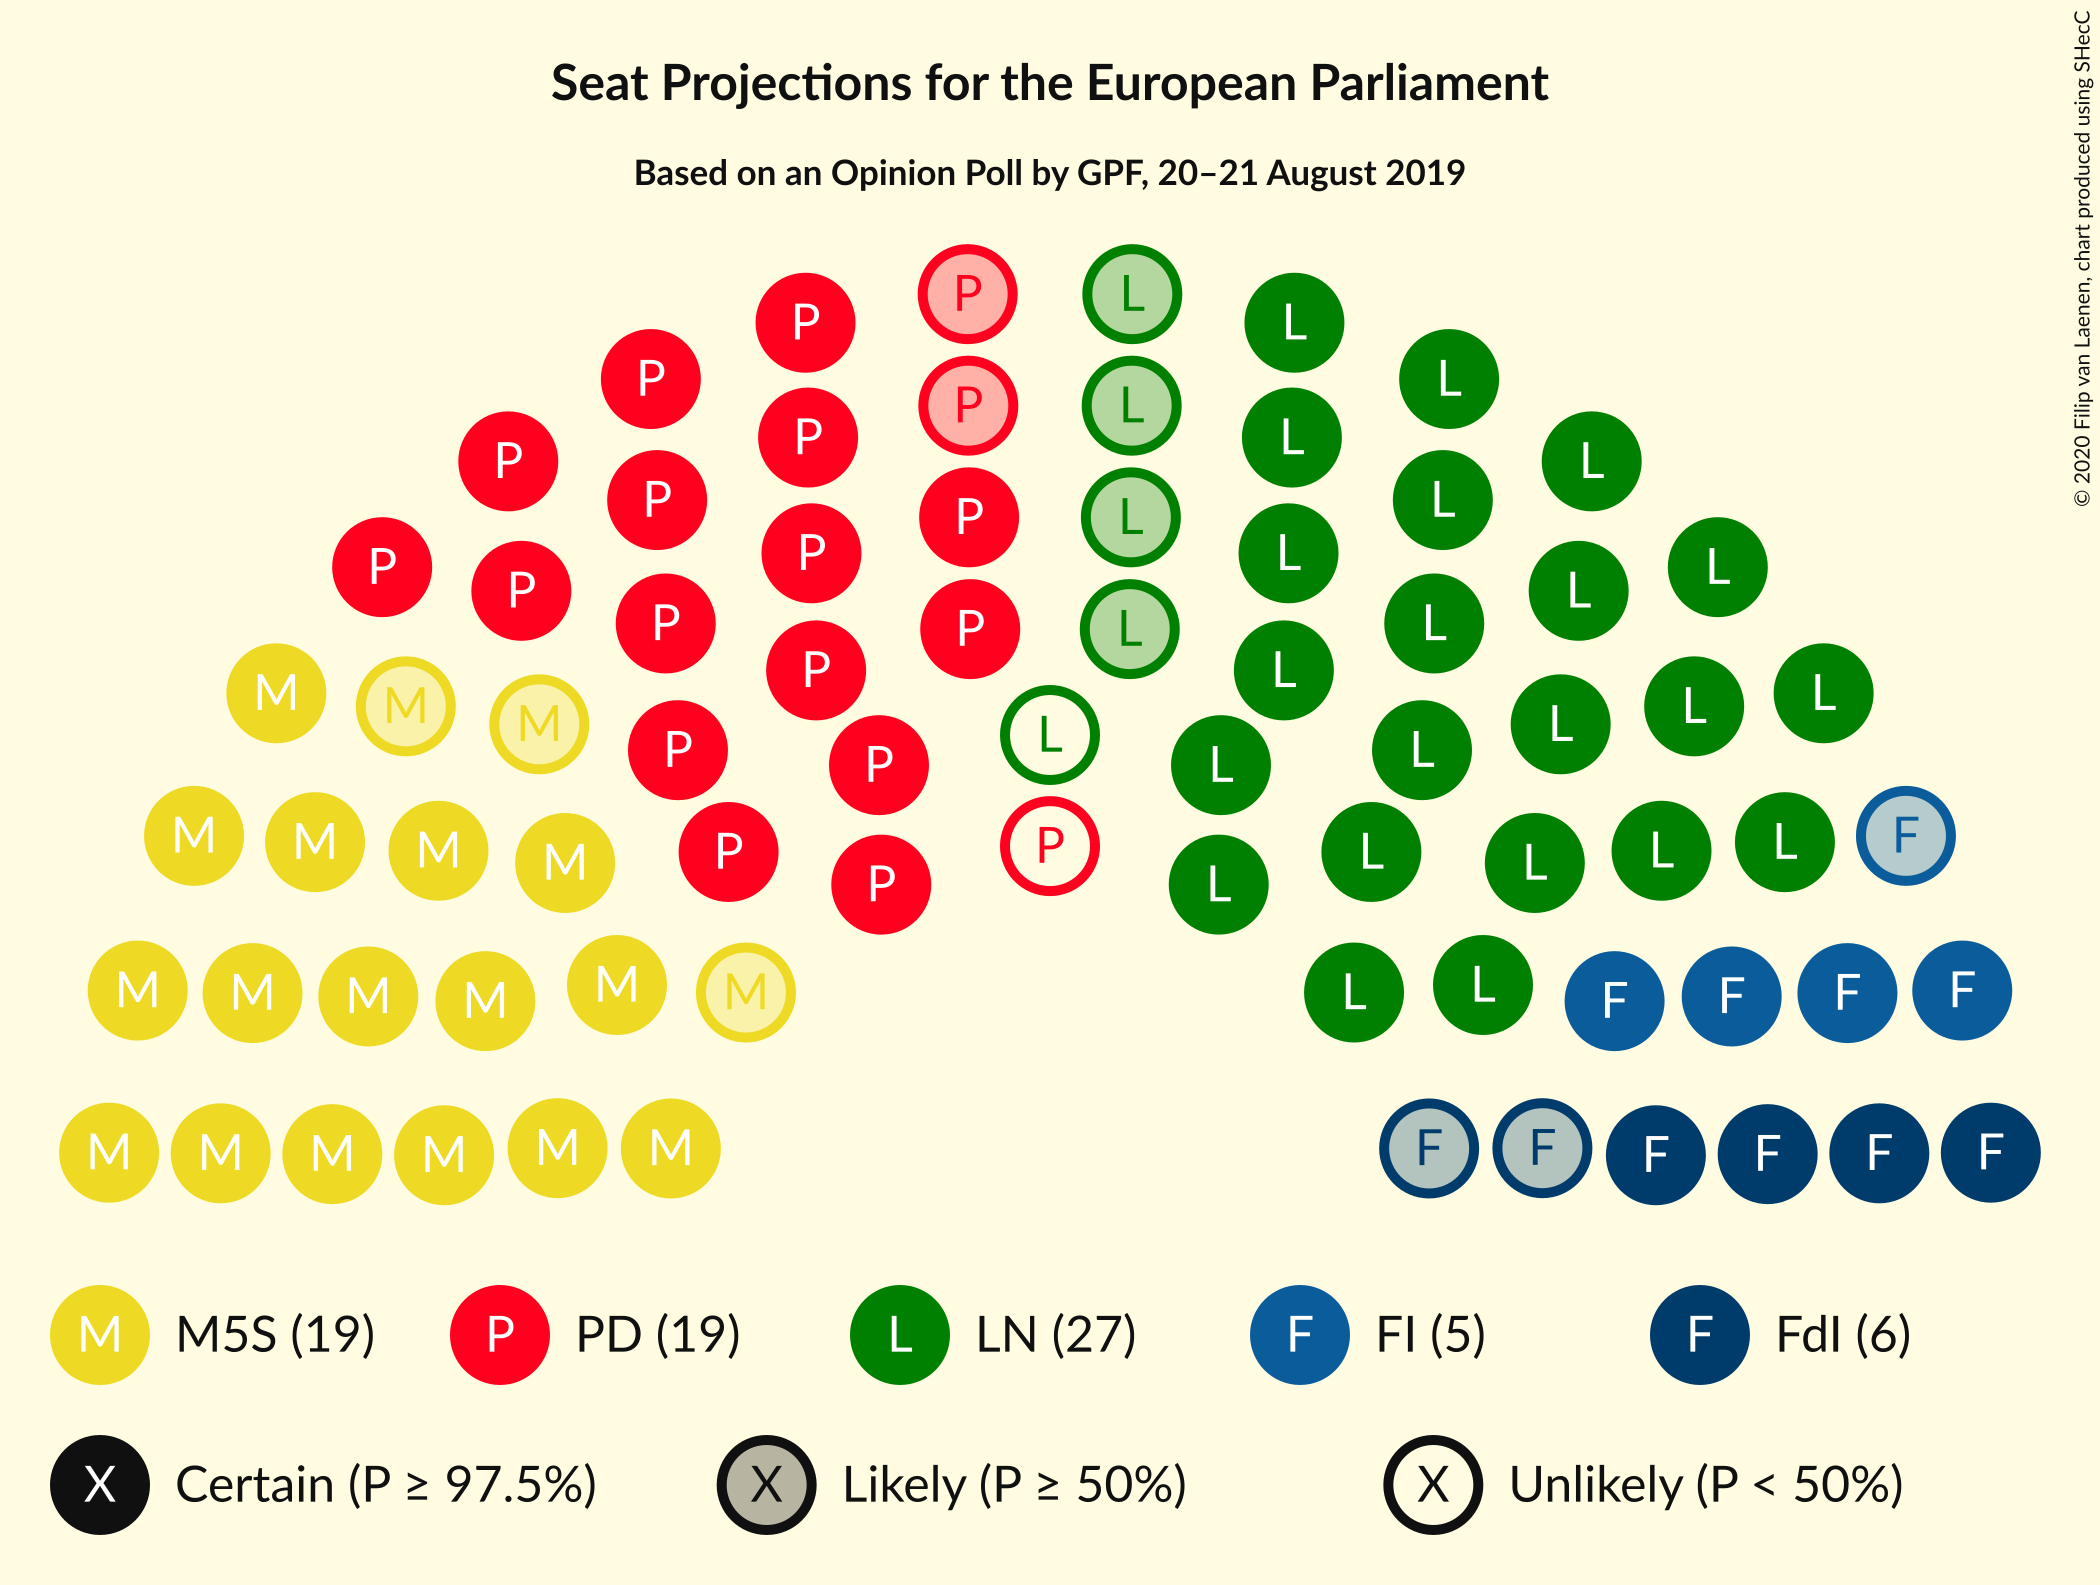 Seat Projections for the European Parliament
Based on an Opinion Poll by GPF, 20–21 August 2019
© 2020 Filip van Laenen, chart produced using SHecC
P L
P L
P L
P P L L
P L
P L
P P L L
P L
P L
P P L L
P L
P L
M M M P P P L L L L L L
L
M M M M P P P L L L L L F
M M M M M M L L F F F F
M M M M M M F F F F F F
M M5S (19) P PD (19) L LN (27) F FI (5) F FdI (6)
X Certain (P ≥ 97.5%) X Likely (P ≥ 50%) X Unlikely (P < 50%)